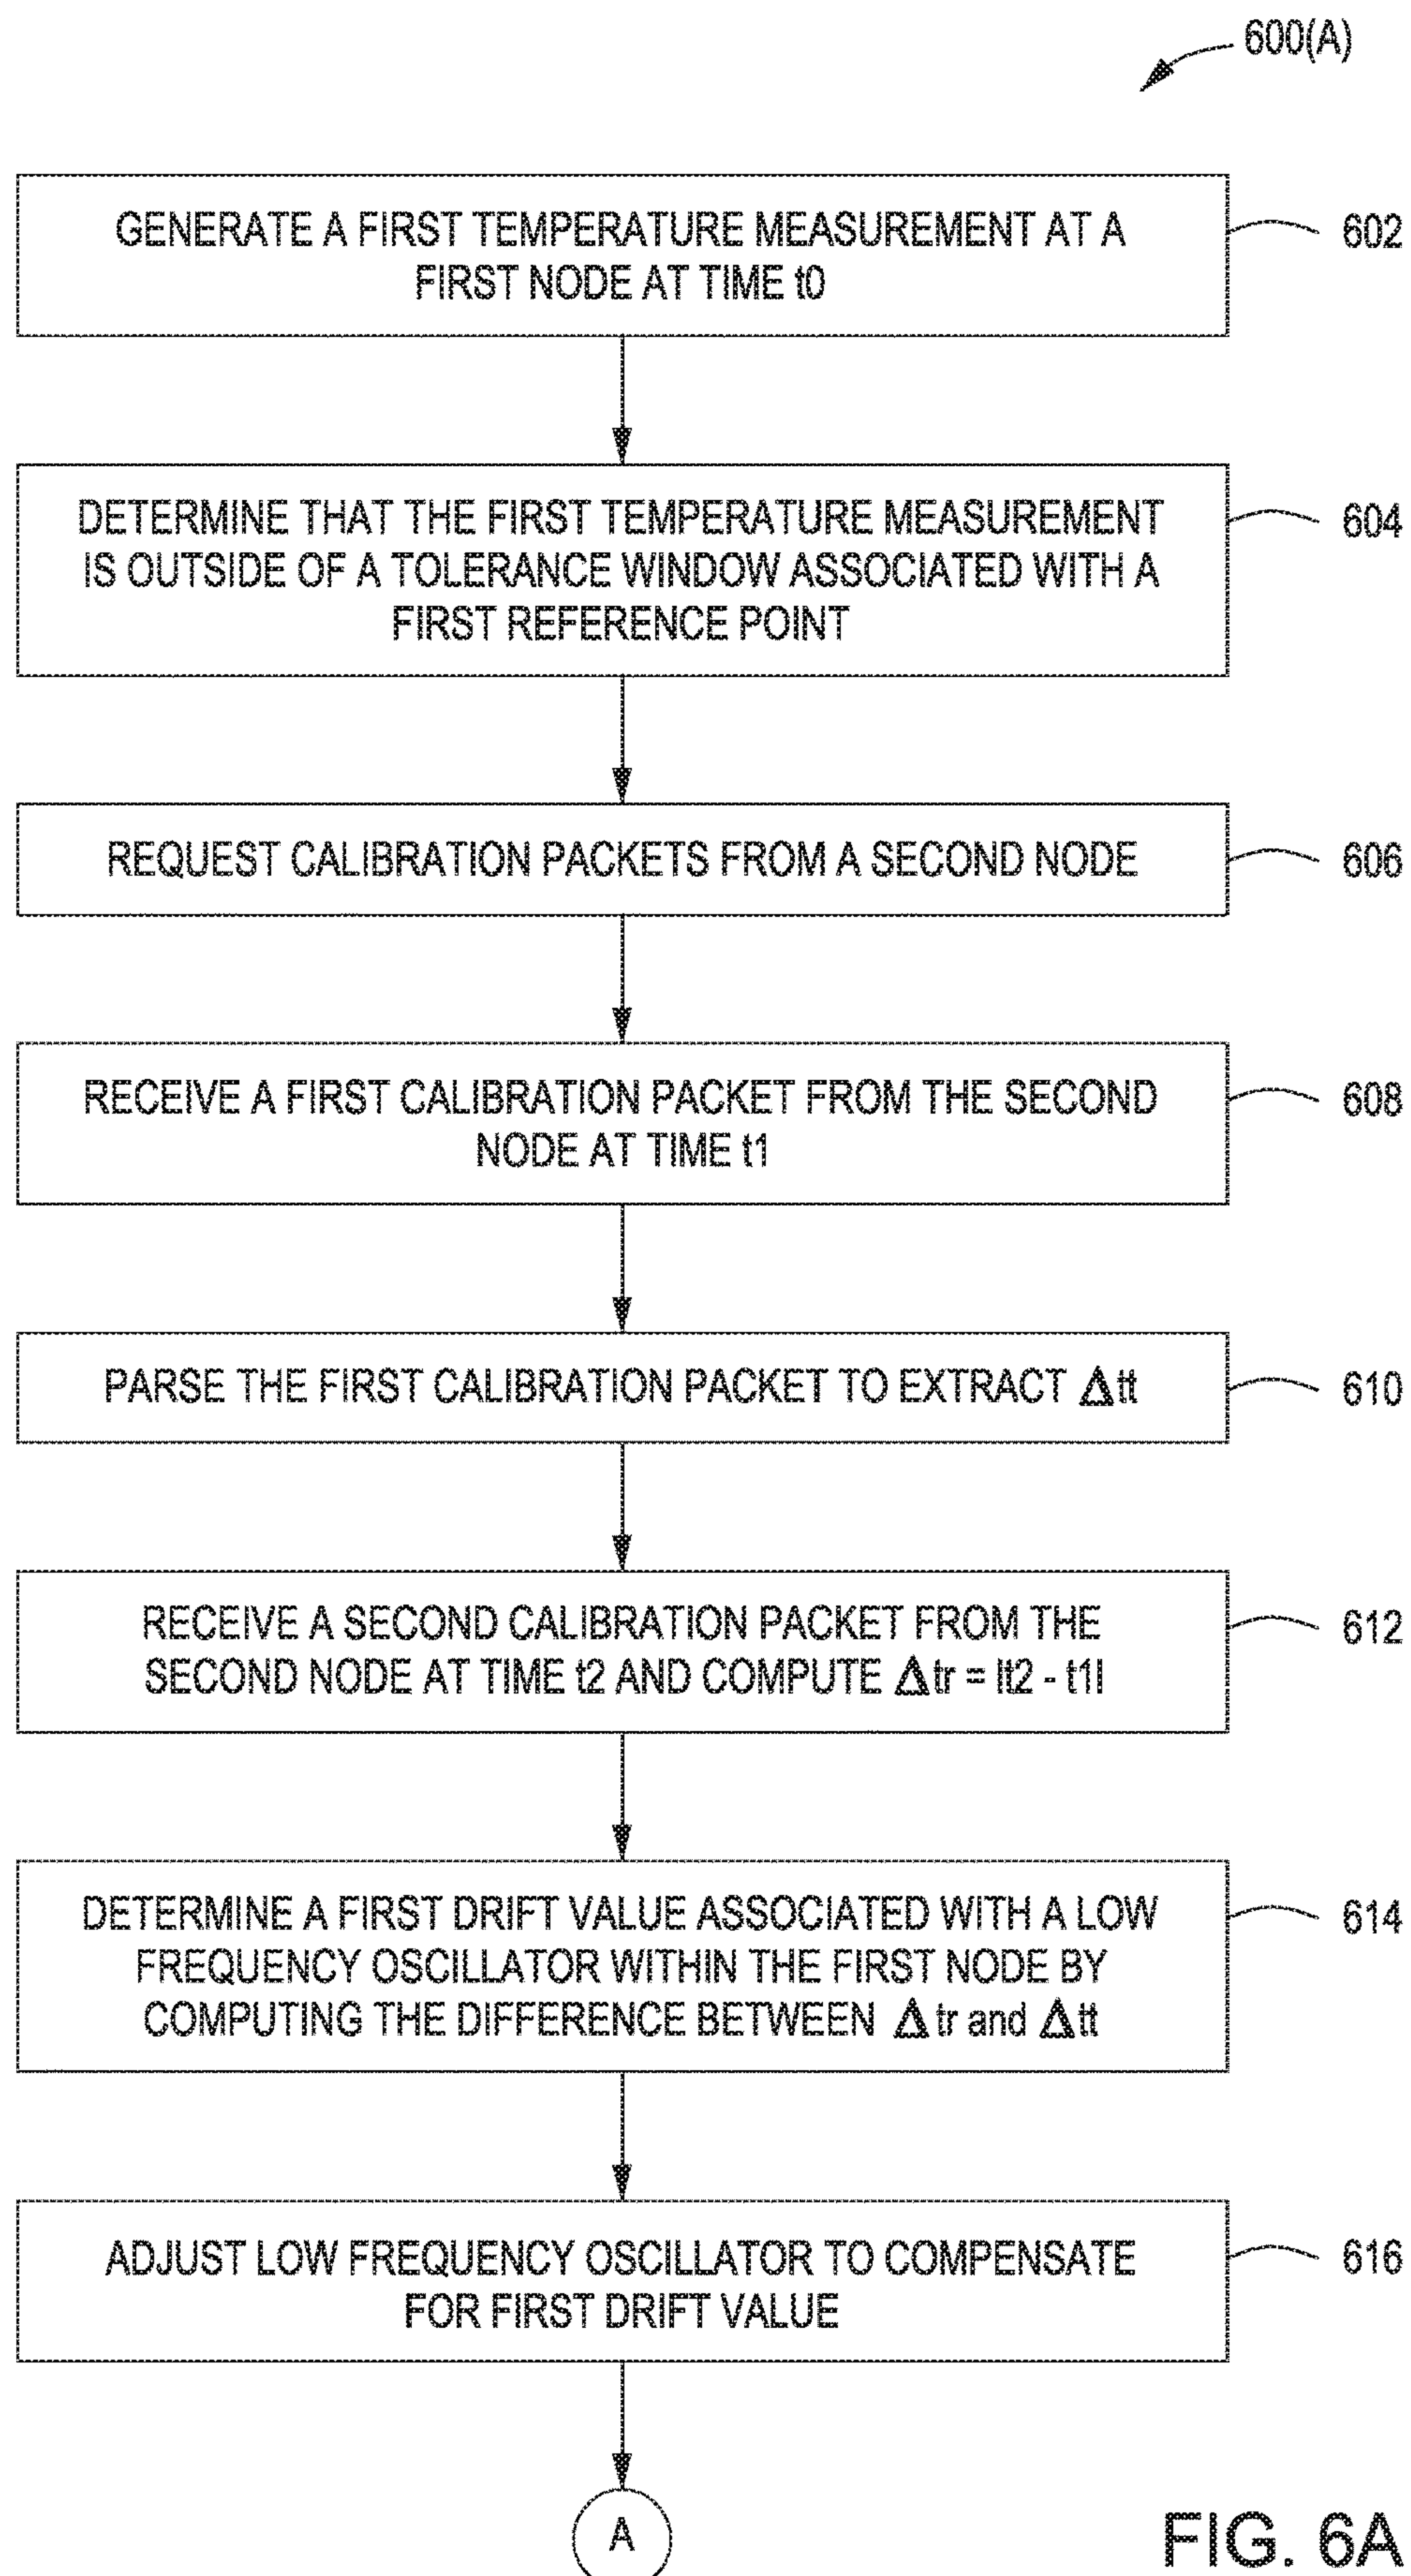 600(A)
GENERATE A FIRST TEMPERATURE MEASUREMENT AT A
FIRST NODE AT TIME t0
602
DETERMINE THAT THE FIRST TEMPERATURE MEASUREMENT
IS OUTSIDE OF A TOLERANCE WINDOW ASSOCIATED WITH A
FIRST REFERENCE POINT
604
REQUEST CALIBRATION PACKETS FROM A SECOND NODE
606
RECEIVE A FIRST CALIBRATION PACKET FROM THE SECOND
NODE AT TIME t1
608
PARSE THE FIRST CALIBRATION PACKET TO EXTRACT Δtt
610
RECEIVE A SECOND CALIBRATION PACKET FROM THE
SECOND NODE AT TIME t2 AND COMPUTE Δtr = |t2 - t1|
612
DETERMINE A FIRST DRIFT VALUE ASSOCIATED WITH A LOW
FREQUENCY OSCILLATOR WITHIN THE FIRST NODE BY
COMPUTING THE DIFFERENCE BETWEEN Δtr and Δtt
614
ADJUST LOW FREQUENCY OSCILLATOR TO COMPENSATE
FOR FIRST DRIFT VALUE
616
A
FIG. 6A